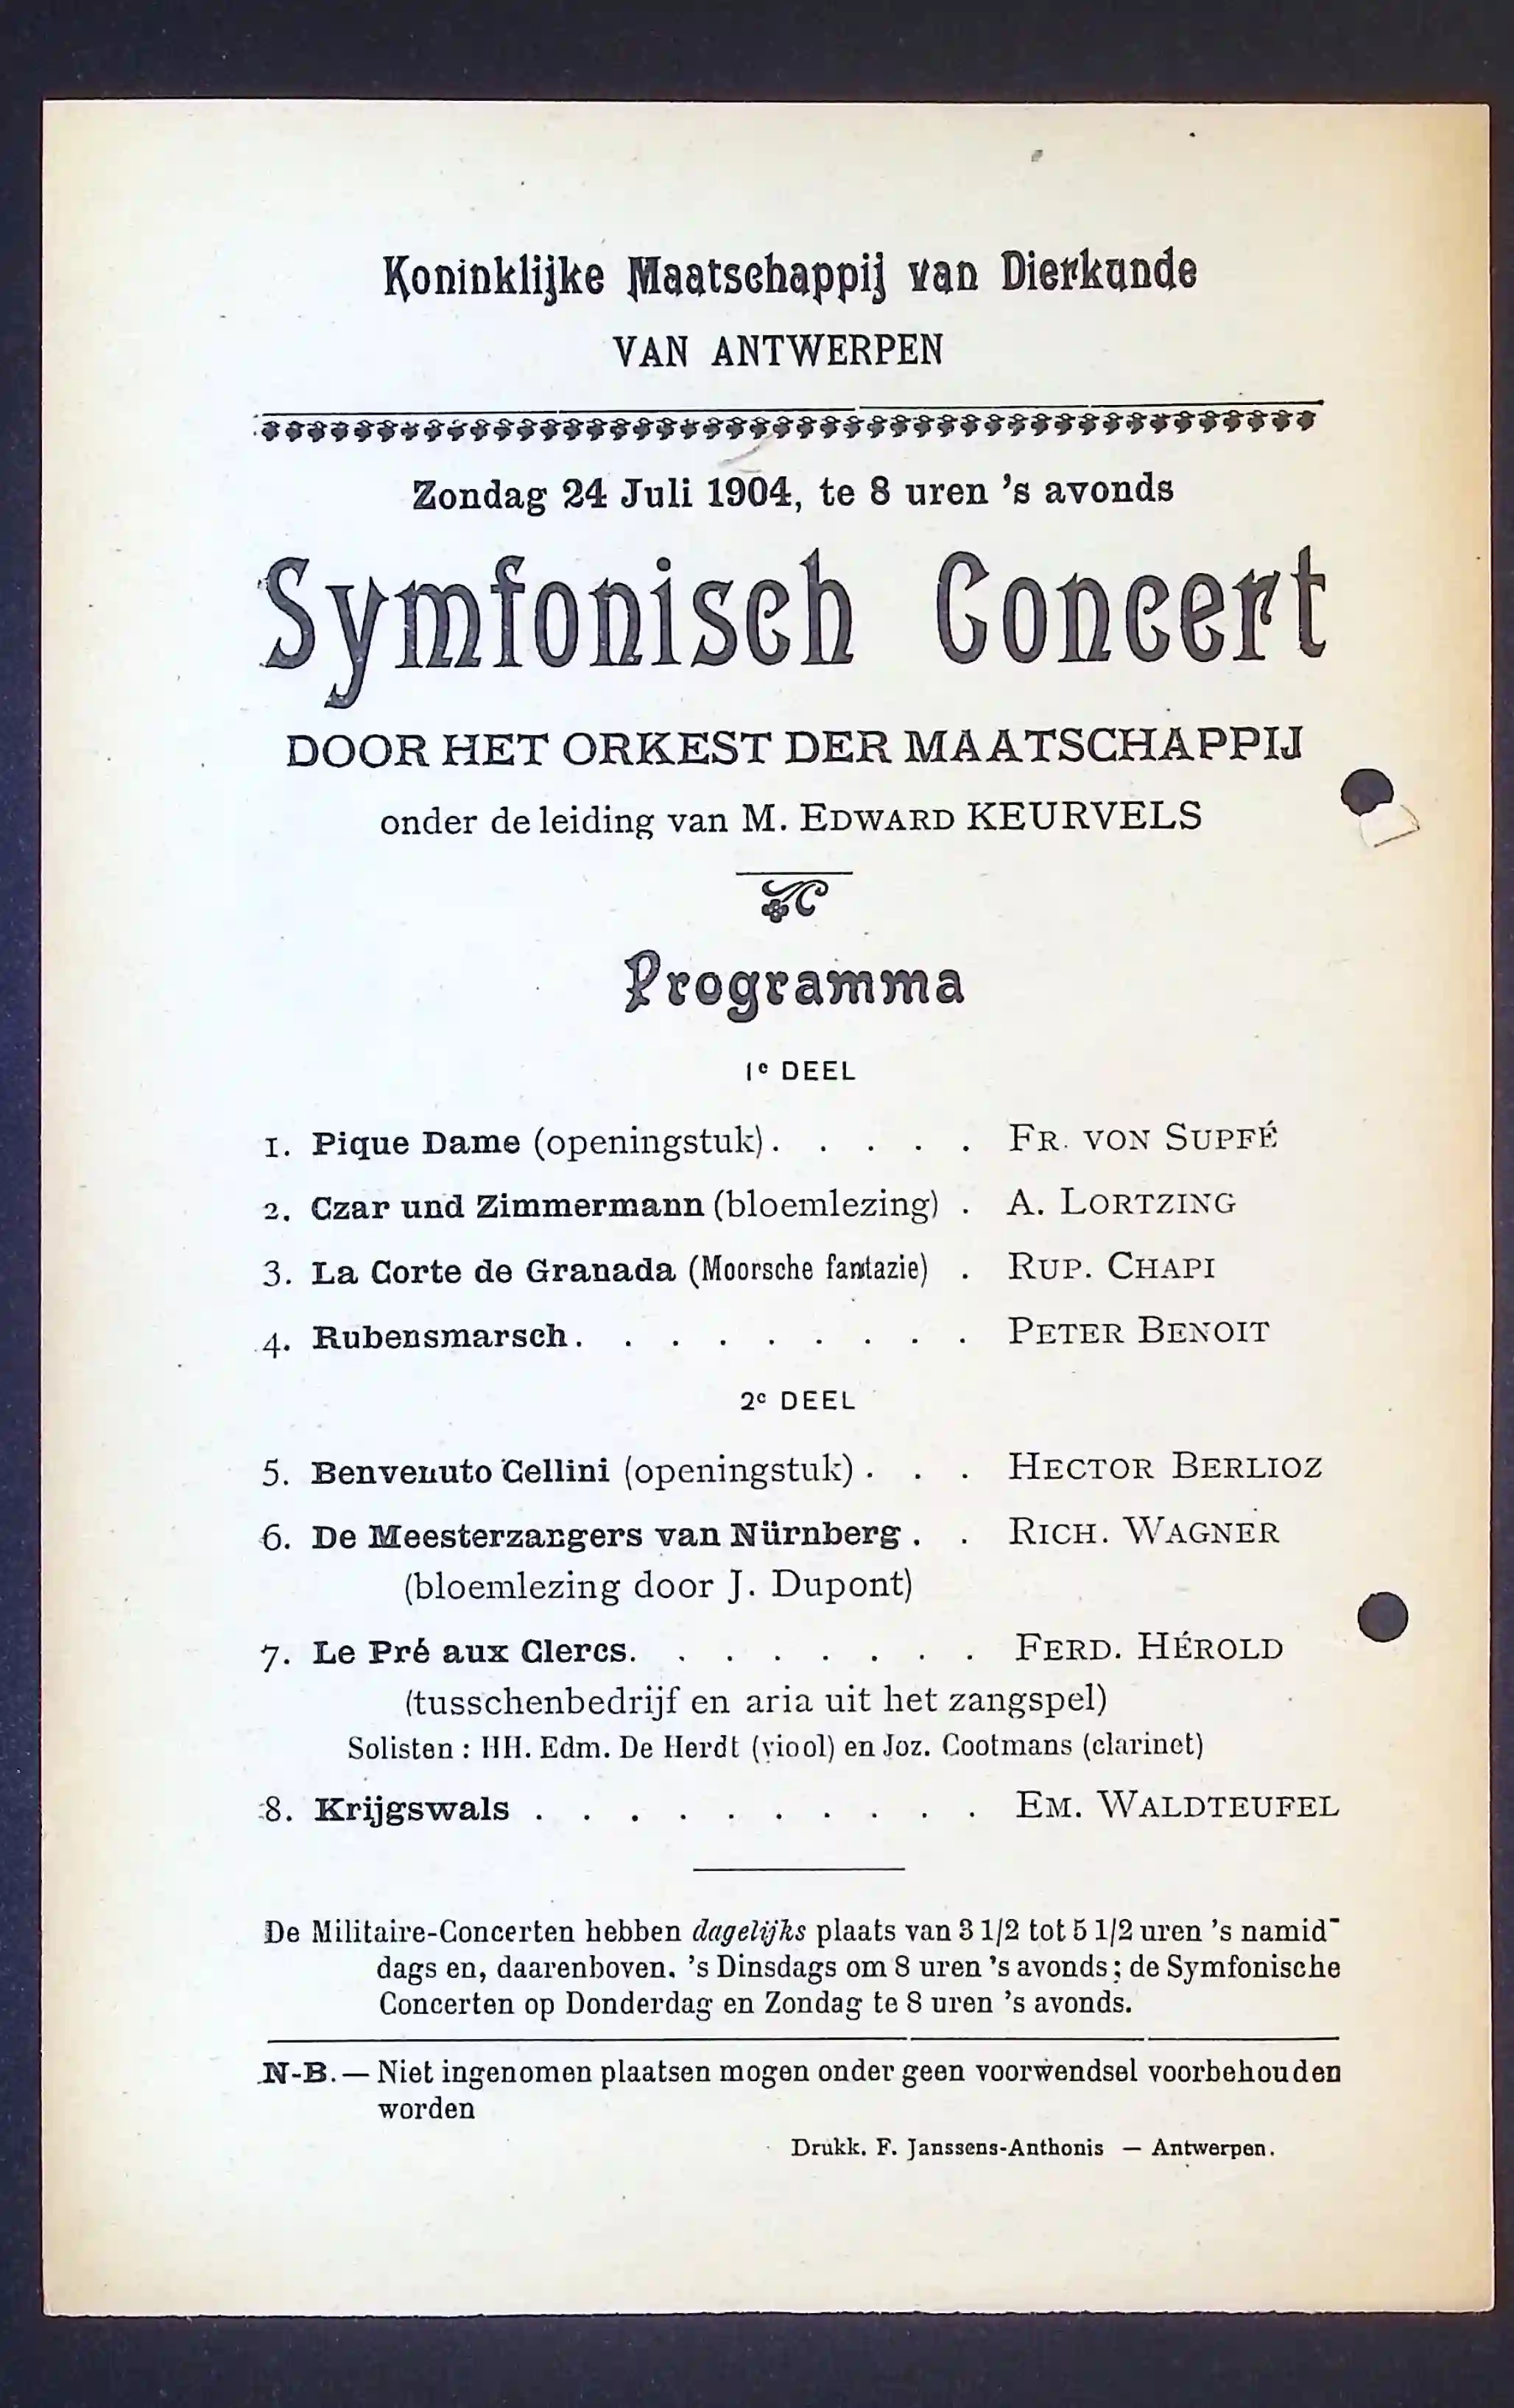 Koninklijke Maatschappij van Dierkunde
VAN ANTWERPEN
Zondag 24 Juli 1904, te 8 uren 's avonds
Symfonisch Concert
DOOR HET ORKEST DER MAATSCHAPPIJ
onder de leiding van M. EDWARD KEURVELS
Programma
1e DEEL
1. Pique Dame (openingstuk) . . . . . FR. VON SUPFÉ
2. Czar und Zimmermann (bloemlezing) . A. LORTZING
3. La Corte de Granada (Moorsche fantazie) . RUP. CHAPI
4. Rubensmarsch . . . . . . . . . PETER BENOIT
2e DEEL
5. Benvenuto Cellini (openingstuk) . . . HECTOR BERLIOZ
6. De Meesterzangers van Nürnberg . . RICH. WAGNER
(bloemlezing door J. Dupont)
7. Le Pré aux Clercs. . . . . . . . FERD. HÉROLD
(tusschenbedrijf en aria uit het zangspel)
Solisten : HH. Edm. De Herdt (viool) en Joz. Cootmans (clarinet)
8. Krijgswals . . . . . . . . . . EM. WALDTEUFEL
De Militaire-Concerten hebben dagelijks plaats van 3 1/2 tot 5 1/2 uren 's namid-
dags en, daarenboven. 's Dinsdags om 8 uren 's avonds ; de Symfonische
Concerten op Donderdag en Zondag te 8 uren 's avonds.
N-B. — Niet ingenomen plaatsen mogen onder geen voorwendsel voorbehouden
worden
Drukk. F. Janssens-Anthonis — Antwerpen.